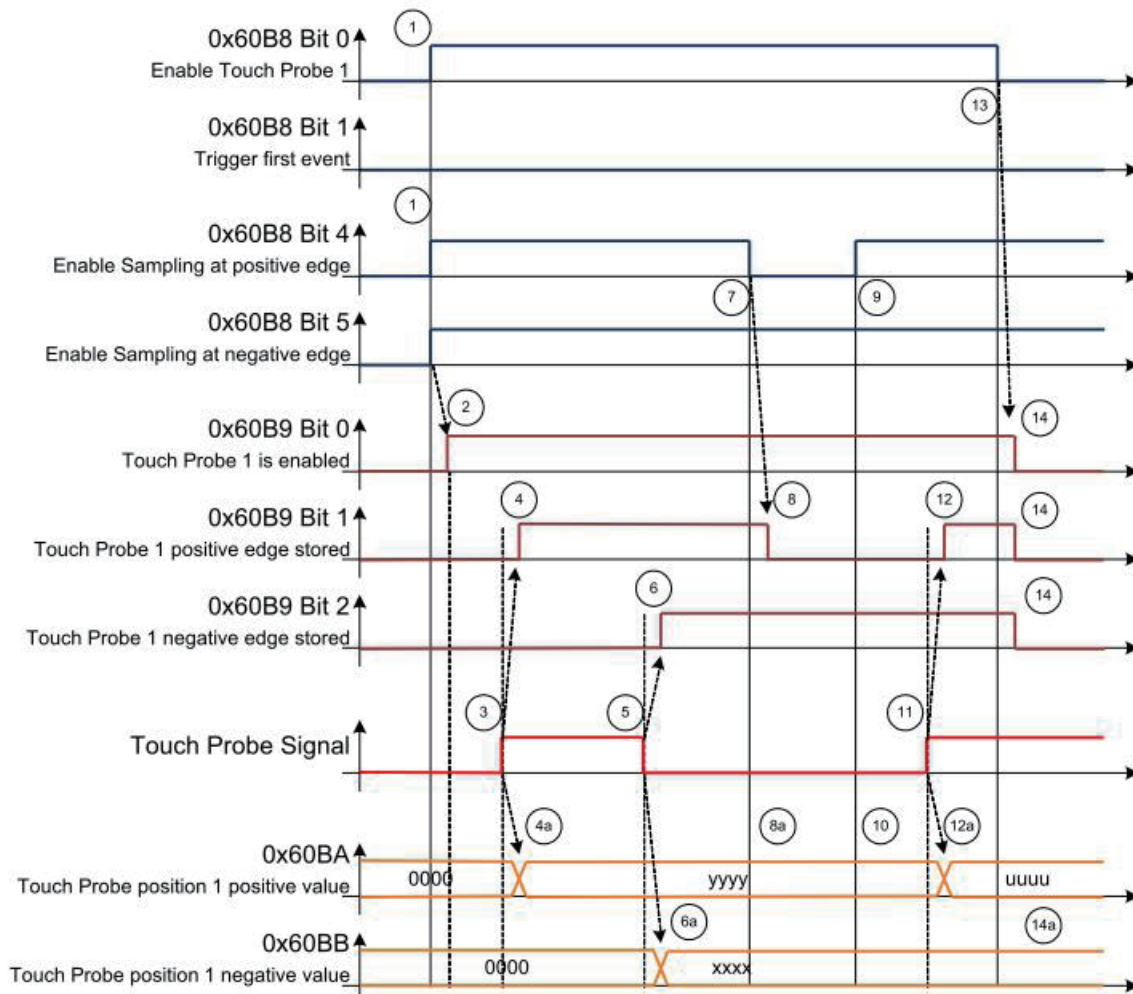 1
0x60B8 Bit 0
Enable Touch Probe 1
13
0x60B8 Bit 1
Trigger first event
1
0x60B8 Bit 4
Enable Sampling at positive edge
7
9
0x60B8 Bit 5
Enable Sampling at negative edge
2
14
0x60B9 Bit 0
Touch Probe 1 is enabled
4
8
12
14
0x60B9 Bit 1
Touch Probe 1 positive edge stored
6
14
0x60B9 Bit 2
Touch Probe 1 negative edge stored
3
5
11
Touch Probe Signal
4a
8a
10
12a
0x60BA
Touch Probe position 1 positive value
0000
yyyy
uuuu
6a
14a
0x60BB
Touch Probe position 1 negative value
0000
xxxx